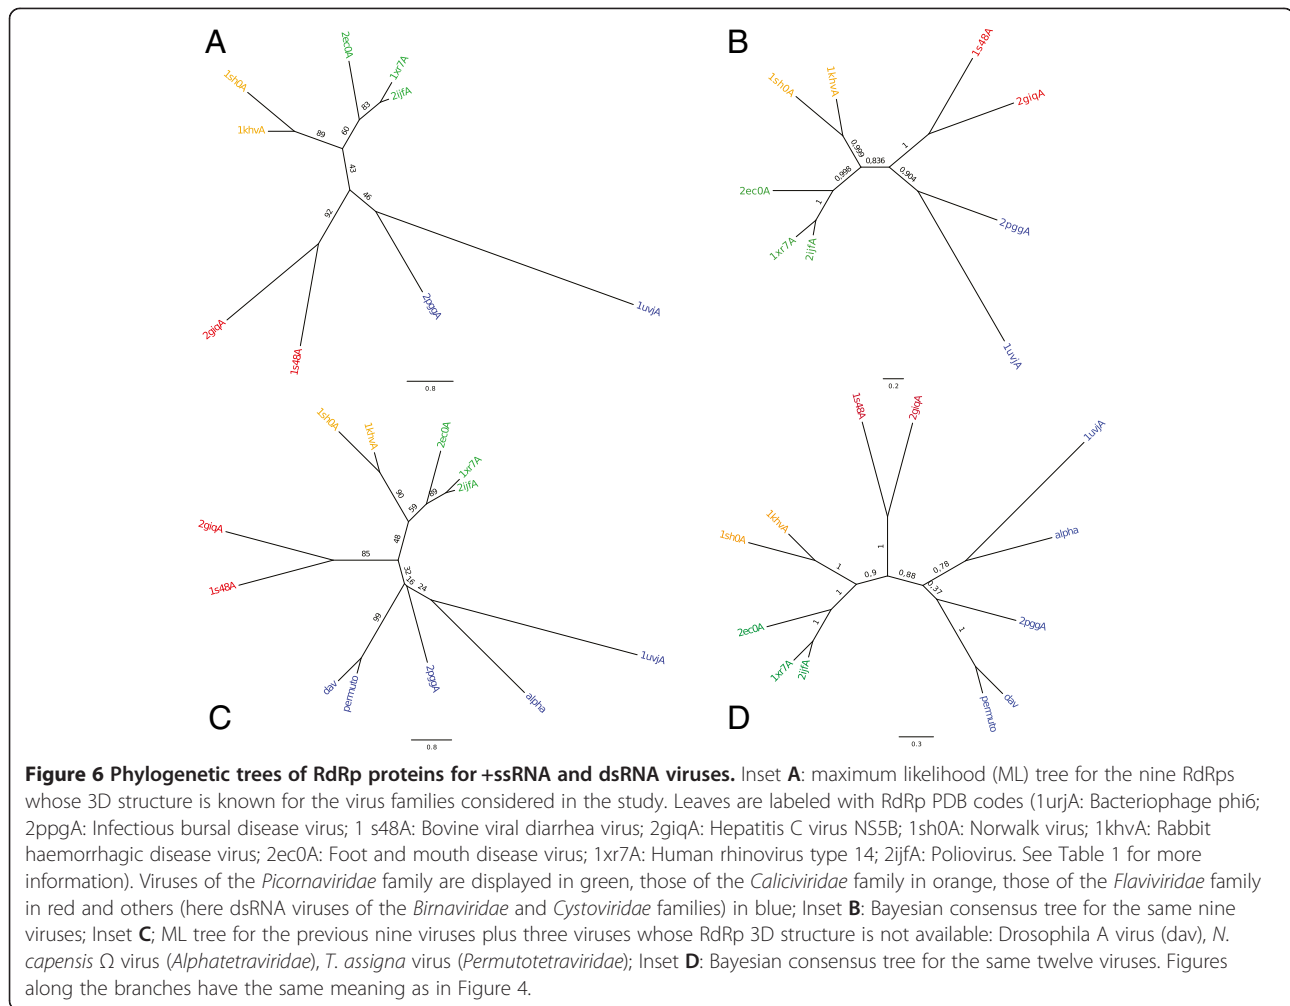 A
2ec0A
1xr7A
2ijfA
1sh0A
1khvA
83
60
89
43
46
92
2pggA
1uvjA
2giqA
1s48A
0.8
B
1s48A
2giqA
1khvA
1sh0A
0,999
0,836
1
0,998
0,904
2ec0A
1
1xr7A
2ijfA
2pggA
1uvjA
0.2
1sh0A
1khvA
2ec0A
1xr7A
2ijfA
90
59
89
48
2giqA
85
1s48A
32
16
24
99
1uvjA
dav
permuto
2pggA
alpha
C
0.8
1s48A
2giqA
1uvjA
alpha
1khvA
1sh0A
1
1
0,9
0,88
0,78
0,37
1
2ec0A
1
1xr7A
2ijfA
2pggA
1
dav
permuto
D
0.3
Figure 6 Phylogenetic trees of RdRp proteins for +ssRNA and dsRNA viruses. Inset A: maximum likelihood (ML) tree for the nine RdRps
whose 3D structure is known for the virus families considered in the study. Leaves are labeled with RdRp PDB codes (1urjA: Bacteriophage phi6;
2ppgA: Infectious bursal disease virus; 1 s48A: Bovine viral diarrhea virus; 2giqA: Hepatitis C virus NS5B; 1sh0A: Norwalk virus; 1khvA: Rabbit
haemorrhagic disease virus; 2ec0A: Foot and mouth disease virus; 1xr7A: Human rhinovirus type 14; 2ijfA: Poliovirus. See Table 1 for more
information). Viruses of the Picornaviridae family are displayed in green, those of the Caliciviridae family in orange, those of the Flaviviridae family
in red and others (here dsRNA viruses of the Birnaviridae and Cystoviridae families) in blue; Inset B: Bayesian consensus tree for the same nine
viruses; Inset C; ML tree for the previous nine viruses plus three viruses whose RdRp 3D structure is not available: Drosophila A virus (dav), N.
capensis Ω virus (Alphatetraviridae), T. assigna virus (Permutotetraviridae); Inset D: Bayesian consensus tree for the same twelve viruses. Figures
along the branches have the same meaning as in Figure 4.